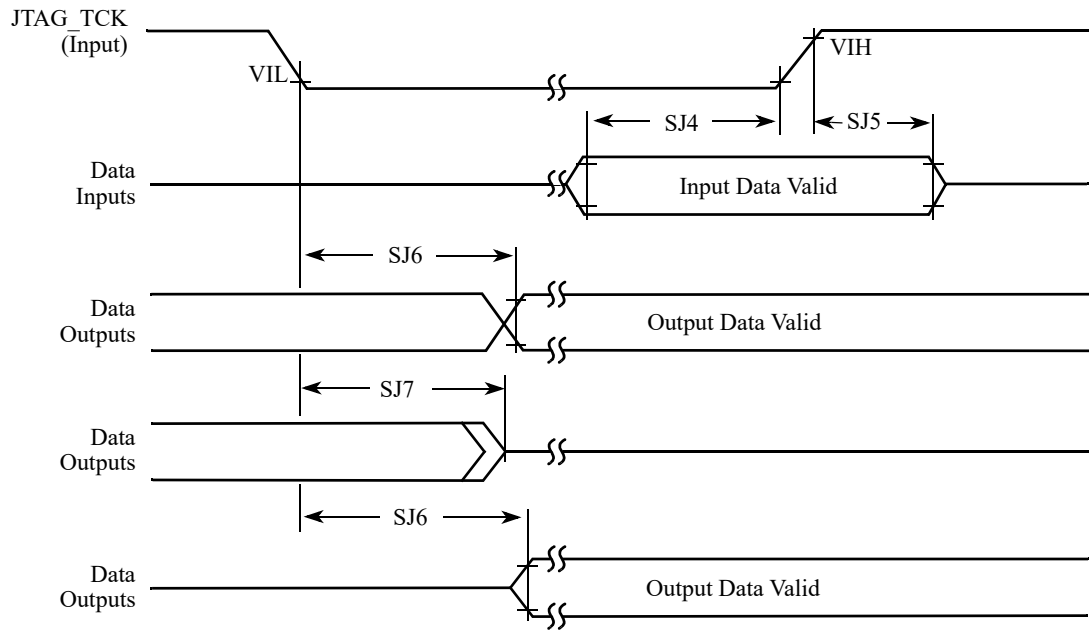 JTAG_TCK
(Input)
VIL
VIH
SJ4
SJ5
Data
Inputs
Input Data Valid
SJ6
Data
Outputs
Output Data Valid
SJ7
Data
Outputs
SJ6
Data
Outputs
Output Data Valid